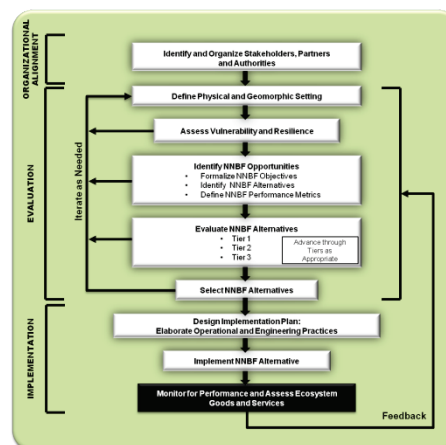 ORGANIZATIONAL
ALIGNMENT
Identify and Organize Stakeholders, Partners
and Authorities
EVALUATION
Iterate as Needed
Define Physical and Geomorphic Setting
Assess Vulnerability and Resilience
Identify NNBF Opportunities
• Formalize NNBF Objectives
• Identify NNBF Alternatives
• Define NNBF Performance Metrics
Evaluate NNBF Alternatives
• Tier 1
• Tier 2
• Tier 3
Advance through
Tiers as
Appropriate
Select NNBF Alternatives
IMPLEMENTATION
Design Implementation Plan:
Elaborate Operational and Engineering Practices
Implement NNBF Alternative
Monitor for Performance and Assess Ecosystem
Goods and Services
Feedback